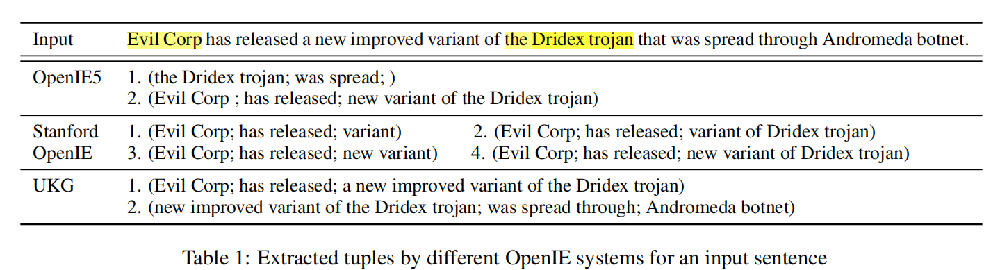 Input Evil Corp has released a new improved variant of the Dridex trojan that was spread through Andromeda botnet.
OpenIE5 1. (the Dridex trojan; was spread; )
2. (Evil Corp ; has released; new variant of the Dridex trojan)
Stanford 1. (Evil Corp; has released; variant) 2. (Evil Corp; has released; variant of Dridex trojan)
OpenIE 3. (Evil Corp; has released; new variant) 4. (Evil Corp; has released; new variant of Dridex trojan)
UKG 1. (Evil Corp; has released; a new improved variant of the Dridex trojan)
2. (new improved variant of the Dridex trojan; was spread through; Andromeda botnet)
Table 1: Extracted tuples by different OpenIE systems for an input sentence